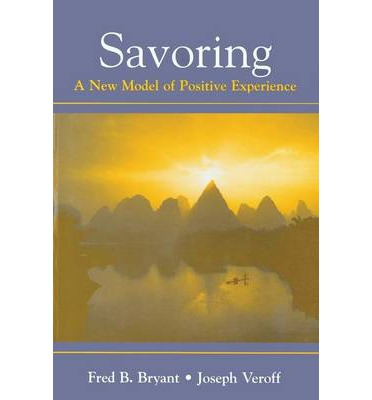 Savoring
A New Model of Positive Experience
Fred B. Bryant • Joseph Veroff